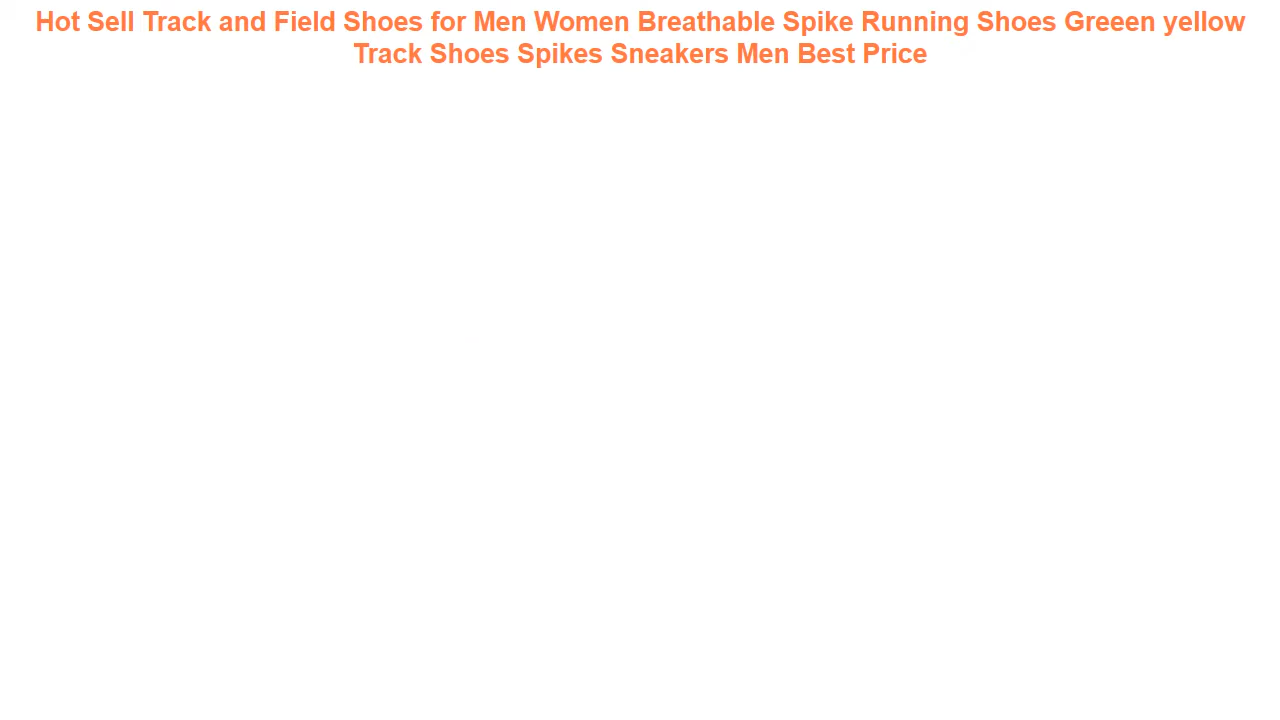 Hot Sell Track and Field Shoes for Men Women Breathable Spike Running Shoes Greeen yellow
Track Shoes Spikes Sneakers Men Best Price